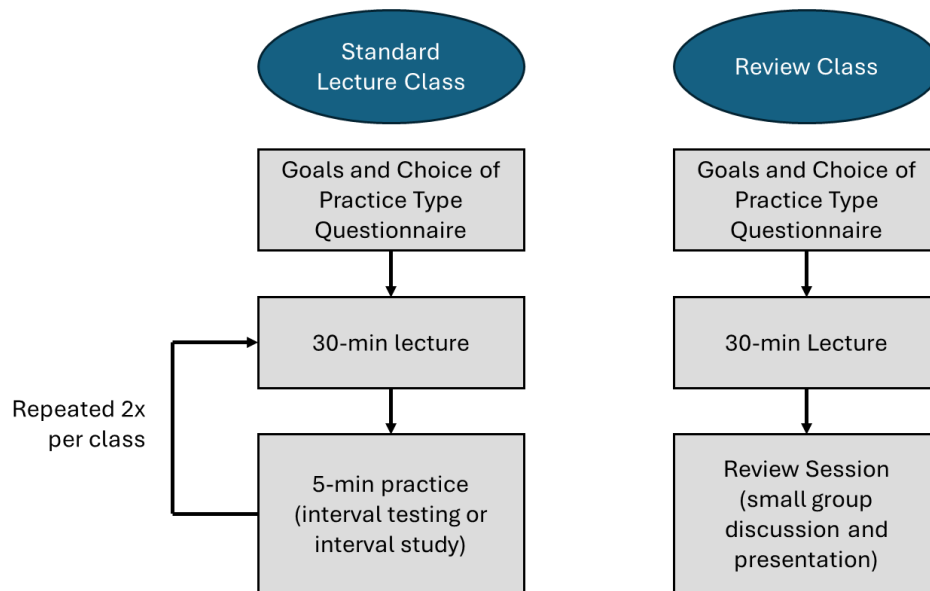 Standard
Lecture Class
Goals and Choice of
Practice Type
Questionnaire
30-min lecture
Repeated 2x
per class
5-min practice
(interval testing or
interval study)
Review Class
Goals and Choice of
Practice Type
Questionnaire
30-min Lecture
Review Session
(small group
discussion and
presentation)